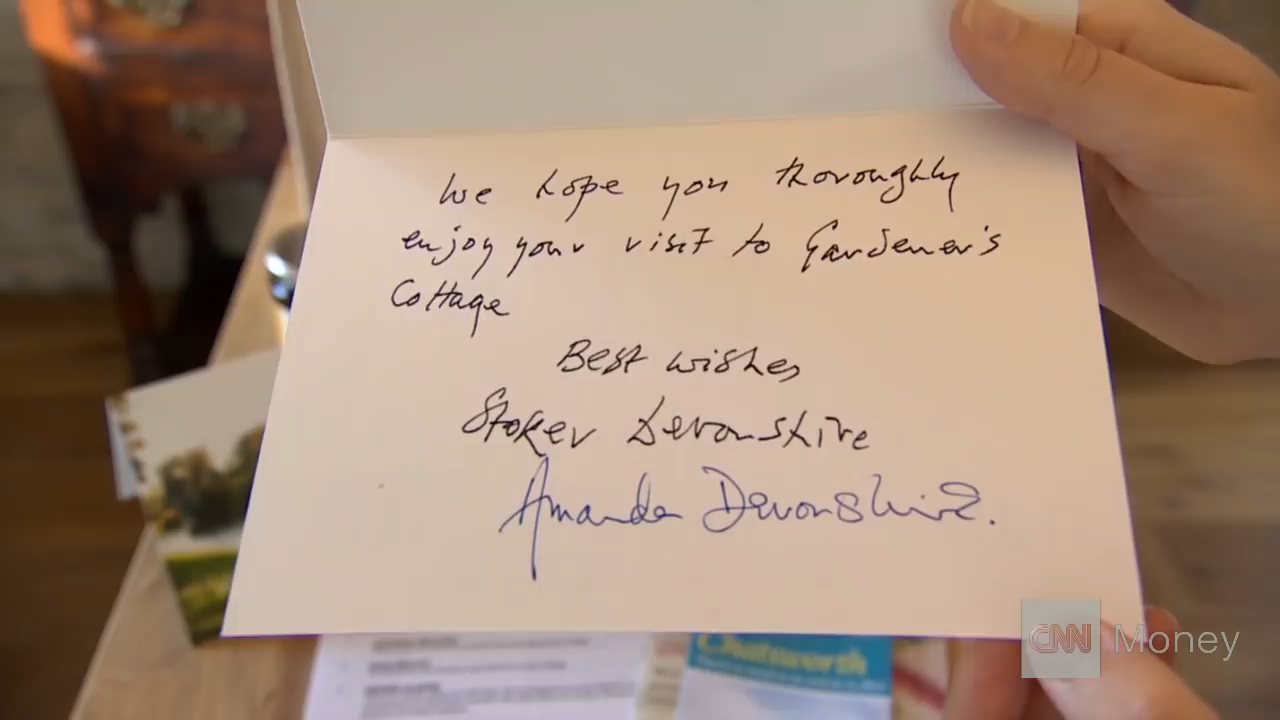 We hope you thoroughly
enjoy your visit to Gardener's
Cottage
Best wishes
Stoker Devonshire
Amanda Devonshire.
Chatsworth
CNN Money